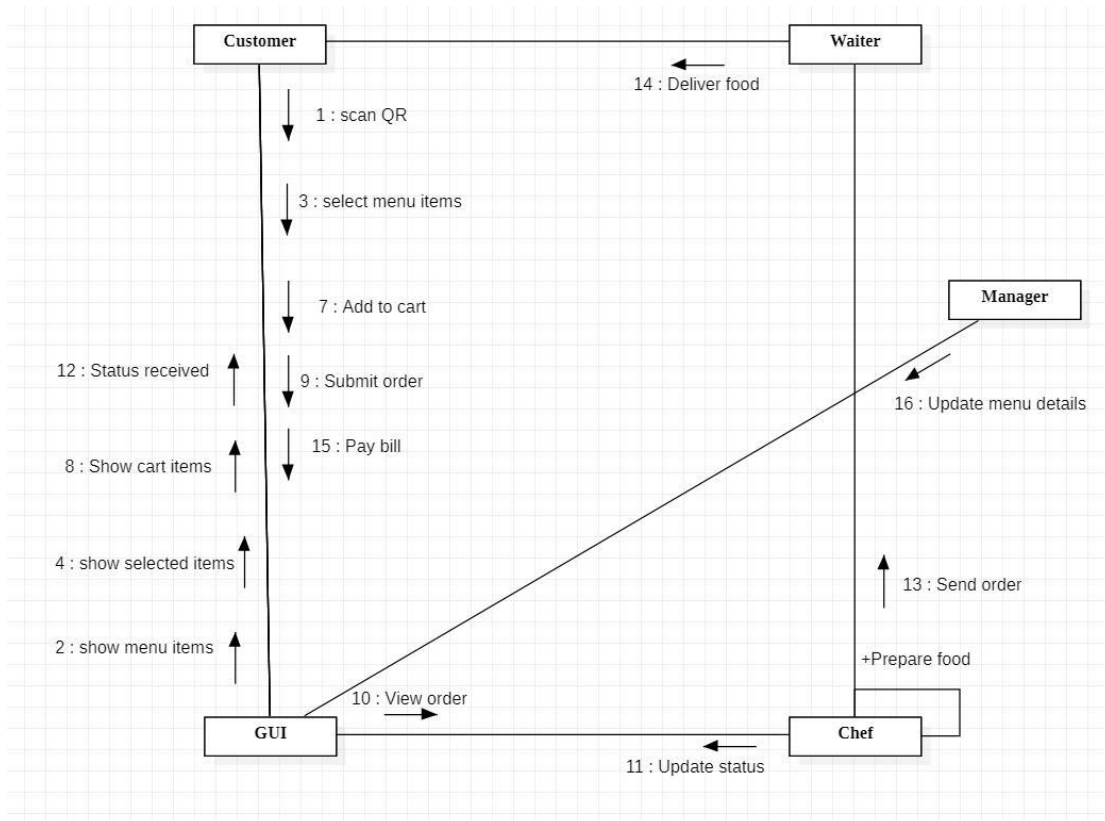 Customer
Waiter
14 : Deliver food
1 : scan QR
3 : select menu items
Manager
7 : Add to cart
12 : Status received
9 : Submit order
16 : Update menu details
15 : Pay bill
8 : Show cart items
4 : show selected items
13 : Send order
2 : show menu items
+Prepare food
10 : View order
GUI
Chef
11 : Update status